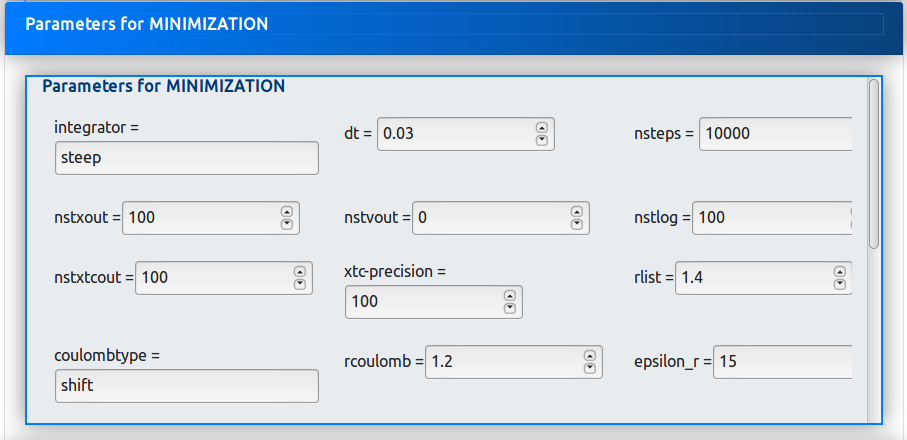 Parameters for MINIMIZATION
Parameters for MINIMIZATION
integrator =
steep
dt = 0.03
nsteps = 10000
nstxout = 100
nstvout = 0
nstlog = 100
nstxtcout = 100
xtc-precision =
100
rlist = 1.4
coulombtype =
shift
rcoulomb = 1.2
epsilon_r = 15